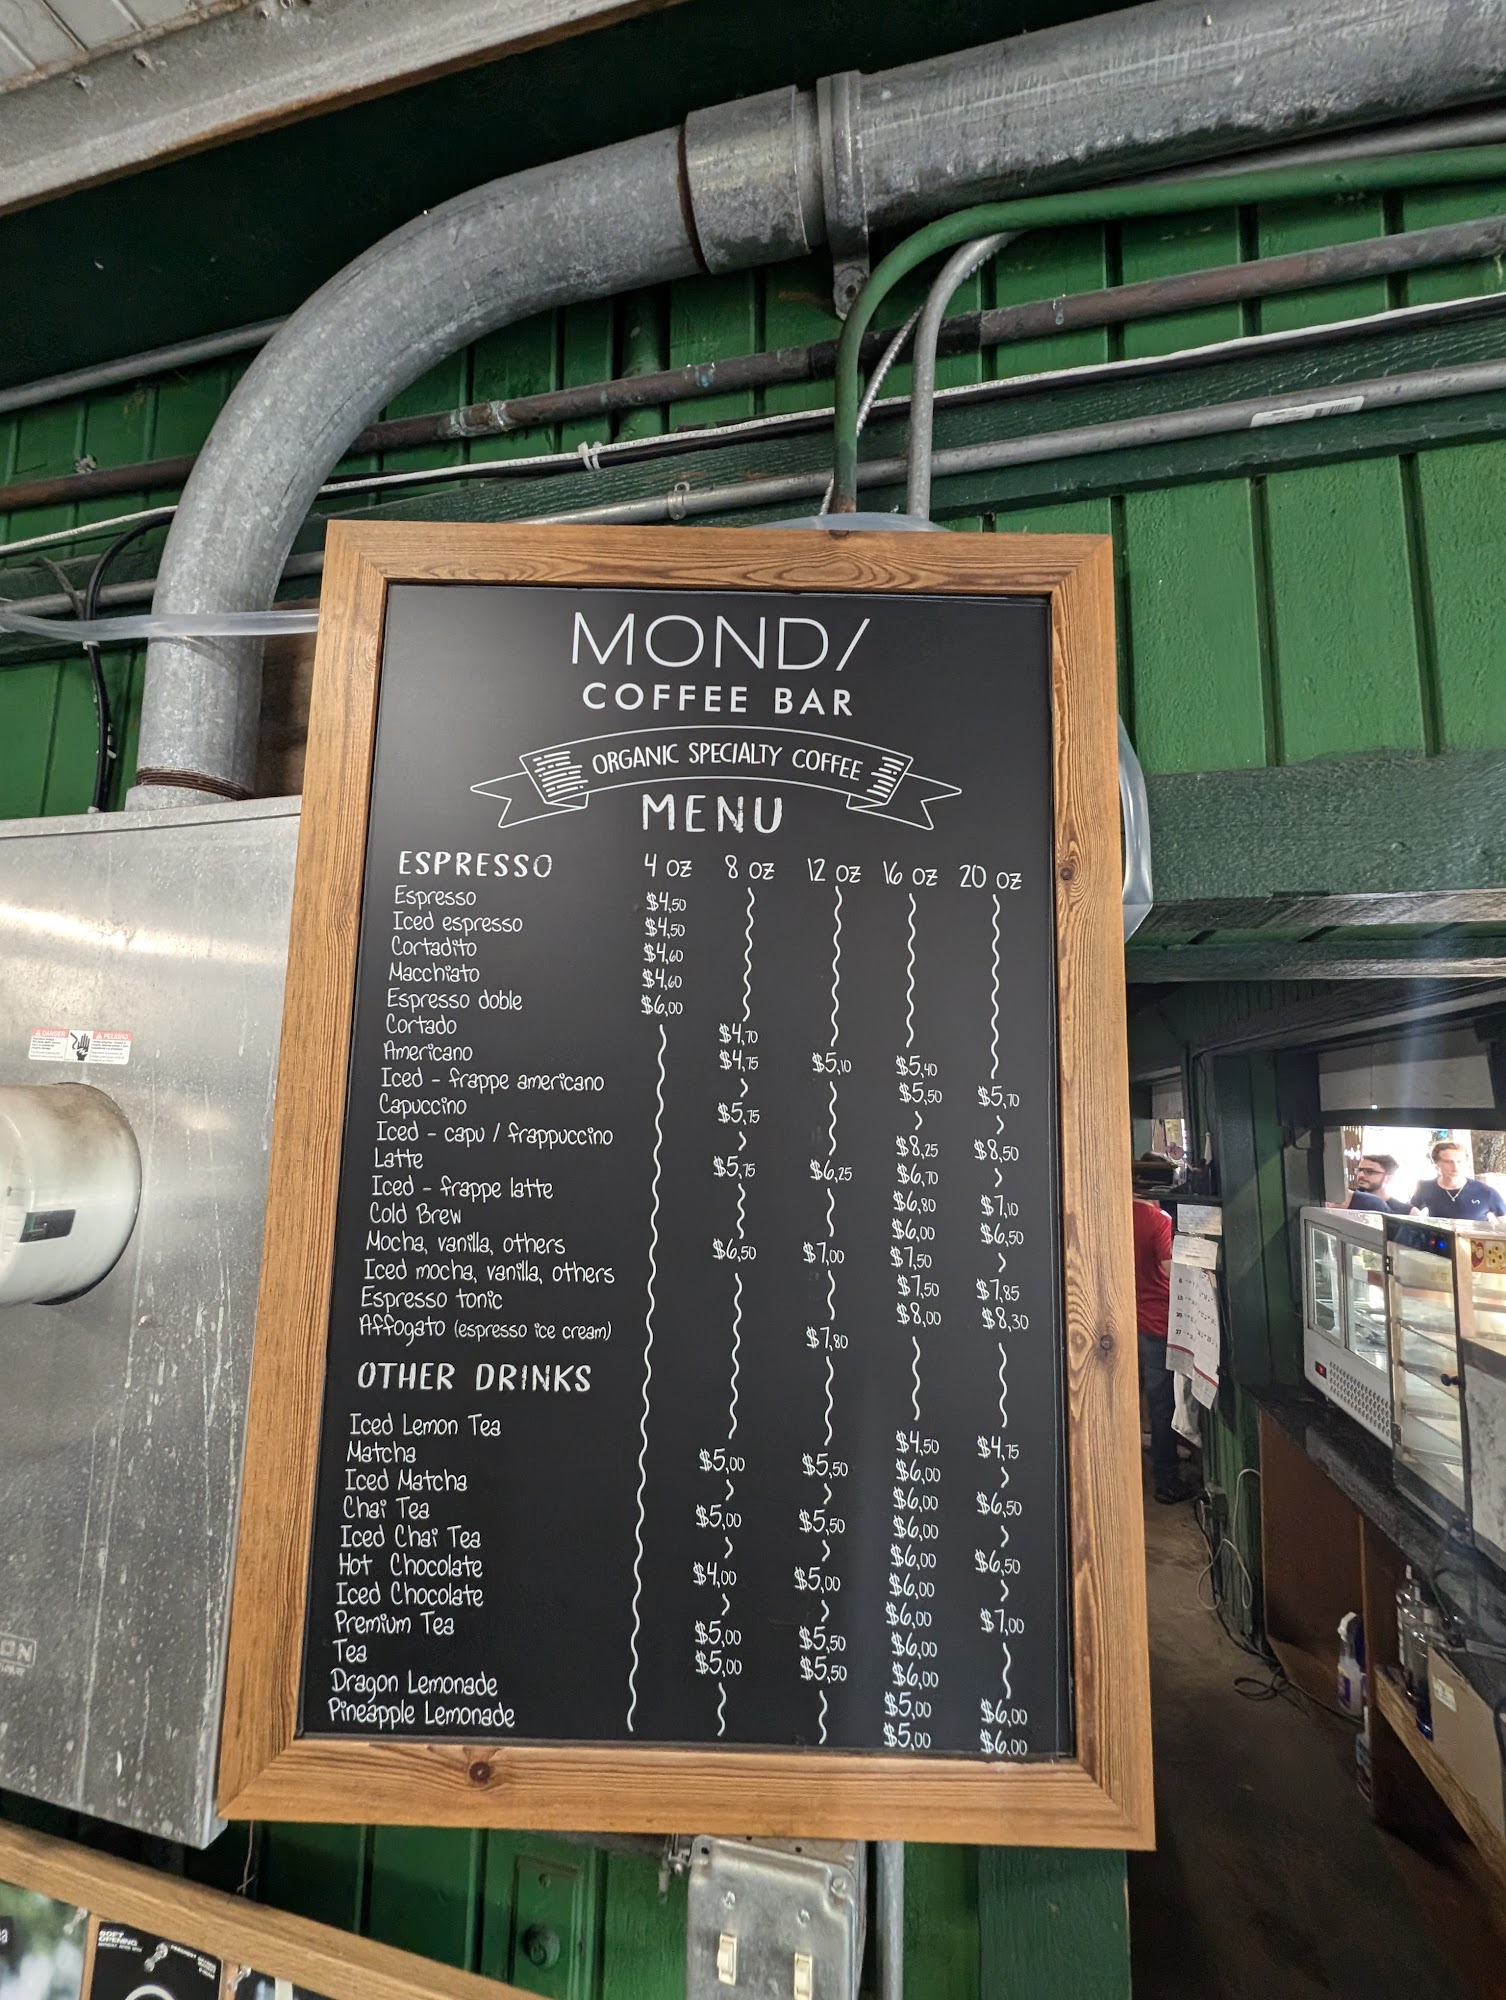 MOND/
COFFEE BAR
ORGANIC SPECIALTY COFFEE
MENU
ESPRESSO 4 oz 8 oz 12 oz 16 oz 20 oz
Espresso $4,50
Iced espresso $4,50
Cortadito $4,60
Macchiato $4,60
Espresso doble $6,00
Cortado $4,70
Americano $4,75 $5,10 $5,40
Iced - frappe americano $5,50 $5,70
Capuccino $5,75
Iced - capu / frappuccino $8,25 $8,50
Latte $5,75 $6,25 $6,70
Iced - frappe latte $6,80 $7,10
Cold Brew $6,00 $6,50
Mocha, vanilla, others $6,50 $7,00 $7,50
Iced mocha, vanilla, others $7,50 $7,85
Espresso tonic $8,00 $8,30
Affogato (espresso ice cream) $7,80
OTHER DRINKS
Iced Lemon Tea $4,50 $4,75
Matcha $5,00 $5,50 $6,00
Iced Matcha $6,00 $6,50
Chai Tea $5,00 $5,50 $6,00
Iced Chai Tea $6,00 $6,50
Hot Chocolate $4,00 $5,00 $6,00
Iced Chocolate $6,00 $7,00
Premium Tea $5,00 $5,50 $6,00
Tea $5,00 $5,50 $6,00
Dragon Lemonade $5,00 $6,00
Pineapple Lemonade $5,00 $6,00
DANGER
SOFT
OPENING